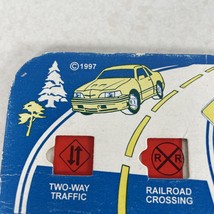 ©1997
R R
TWO-WAY
TRAFFIC
RAILROAD
CROSSING